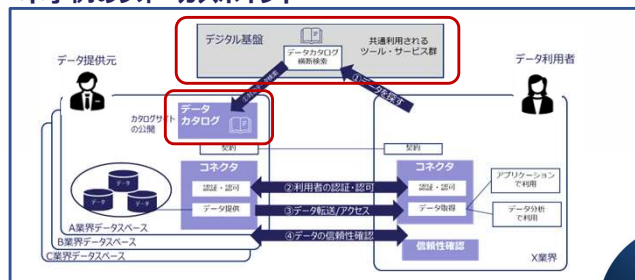 デジタル基盤
データカタログ
横断検索
共通利用される
ツール・サービス群
データ提供元
データ利用者
①データを探す
カタログサイト
の公開
データ
カタログ
契約
契約
コネクタ
認証・認可
データ提供
②利用者の認証・認可
③データ転送/アクセス
④データの信頼性確認
コネクタ
認証・認可
データ取得
信頼性確認
アプリケーション
で利用
データ分析
で利用
データ
データ
データ
A業界データスペース
B業界データスペース
C業界データスペース
X業界